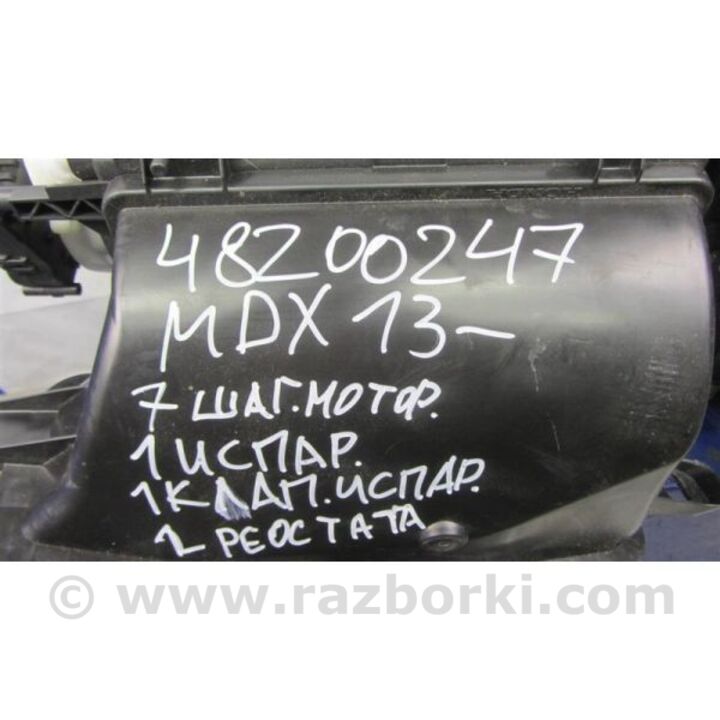 48200247
MDX 13-
7 ШАГ.МОТОР.
1 ИСПАР.
1 КЛАП.ИСПАР.
2 РЕОСТАТА
© www.razborki.com